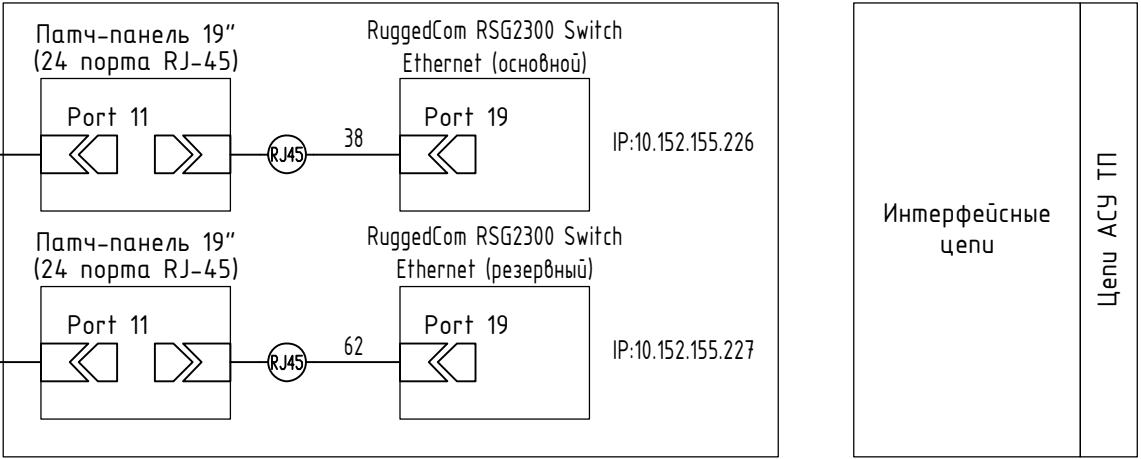 Патч-панель 19"
(24 порта RJ-45)
Port 11
RJ45
38
RuggedCom RSG2300 Switch
Ethernet (основной)
Port 19
IP:10.152.155.226
Патч-панель 19"
(24 порта RJ-45)
Port 11
RJ45
62
RuggedCom RSG2300 Switch
Ethernet (резервный)
Port 19
IP:10.152.155.227
Интерфейсные
цепи
Цепи АСУ ТП